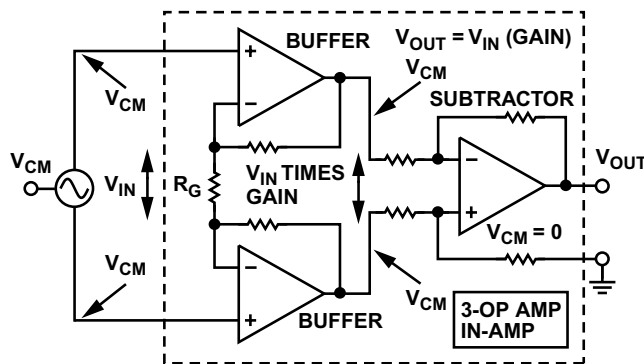 BUFFER
V_OUT = V_IN (GAIN)
V_CM
V_CM
SUBTRACTOR
V_CM
V_IN
R_G
V_IN TIMES
GAIN
V_OUT
V_CM = 0
V_CM
BUFFER
V_CM
3-OP AMP
IN-AMP